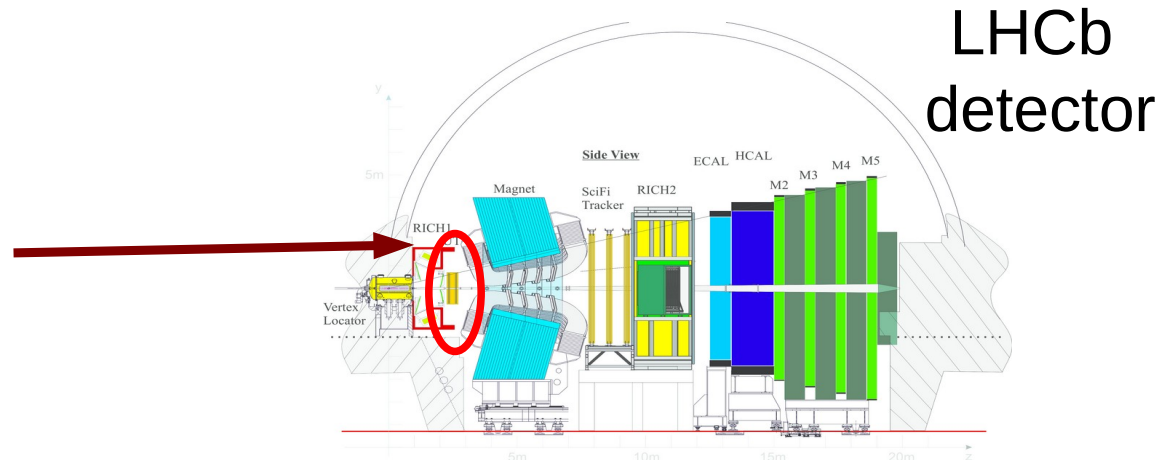 LHCb
detector
y
5m
Side View
ECAL HCAL
M2 M3 M4 M5
Magnet
SciFi
Tracker
RICH2
RICH1
Vertex
Locator
5m 10m 15m 20m z